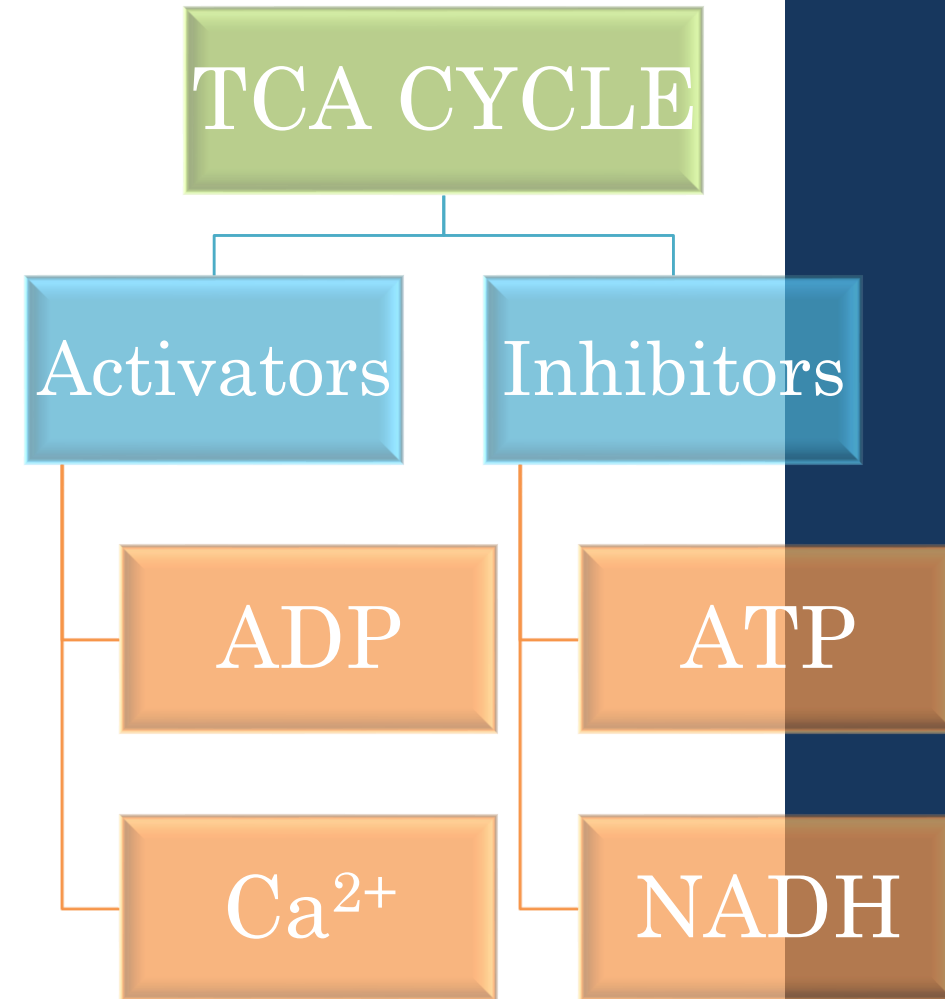 TCA CYCLE
Activators
Inhibitors
ADP
ATP
Ca²⁺
NADH